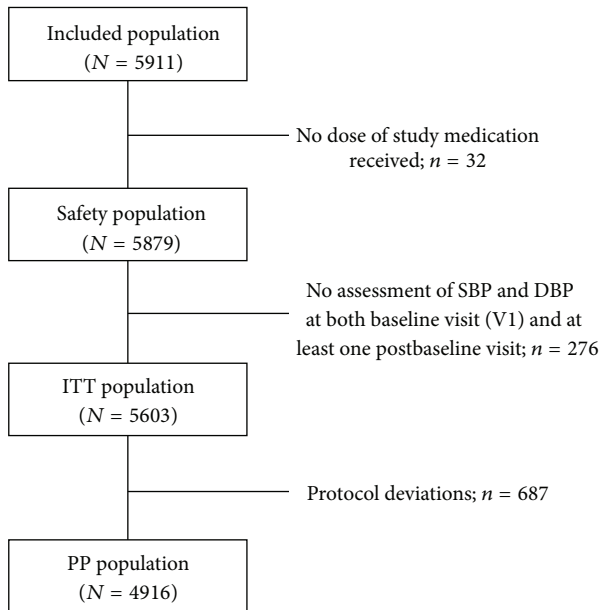 Included population
(N = 5911)
No dose of study medication
received; n = 32
Safety population
(N = 5879)
No assessment of SBP and DBP
at both baseline visit (V1) and at
least one postbaseline visit; n = 276
ITT population
(N = 5603)
Protocol deviations; n = 687
PP population
(N = 4916)